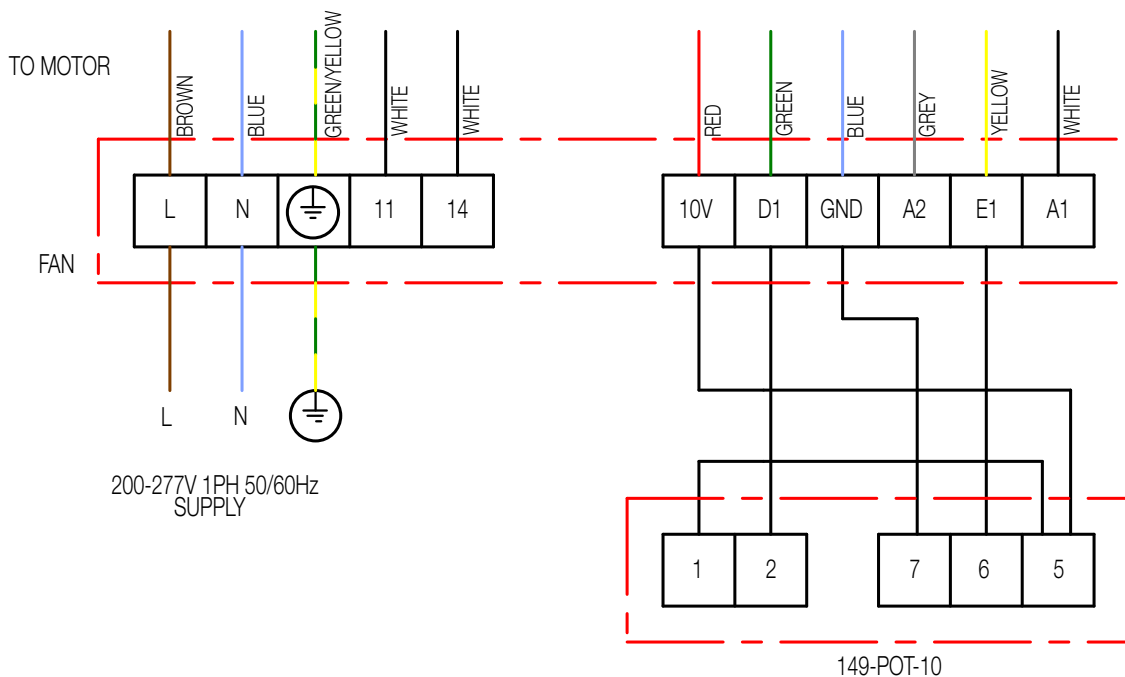 TO MOTOR
BROWN
BLUE
GREEN/YELLOW
WHITE
WHITE
RED
GREEN
BLUE
GREY
YELLOW
WHITE
L N 11 14
10V D1 GND A2 E1 A1
FAN
L N
200-277V 1PH 50/60Hz
SUPPLY
1 2 7 6 5
149-POT-10